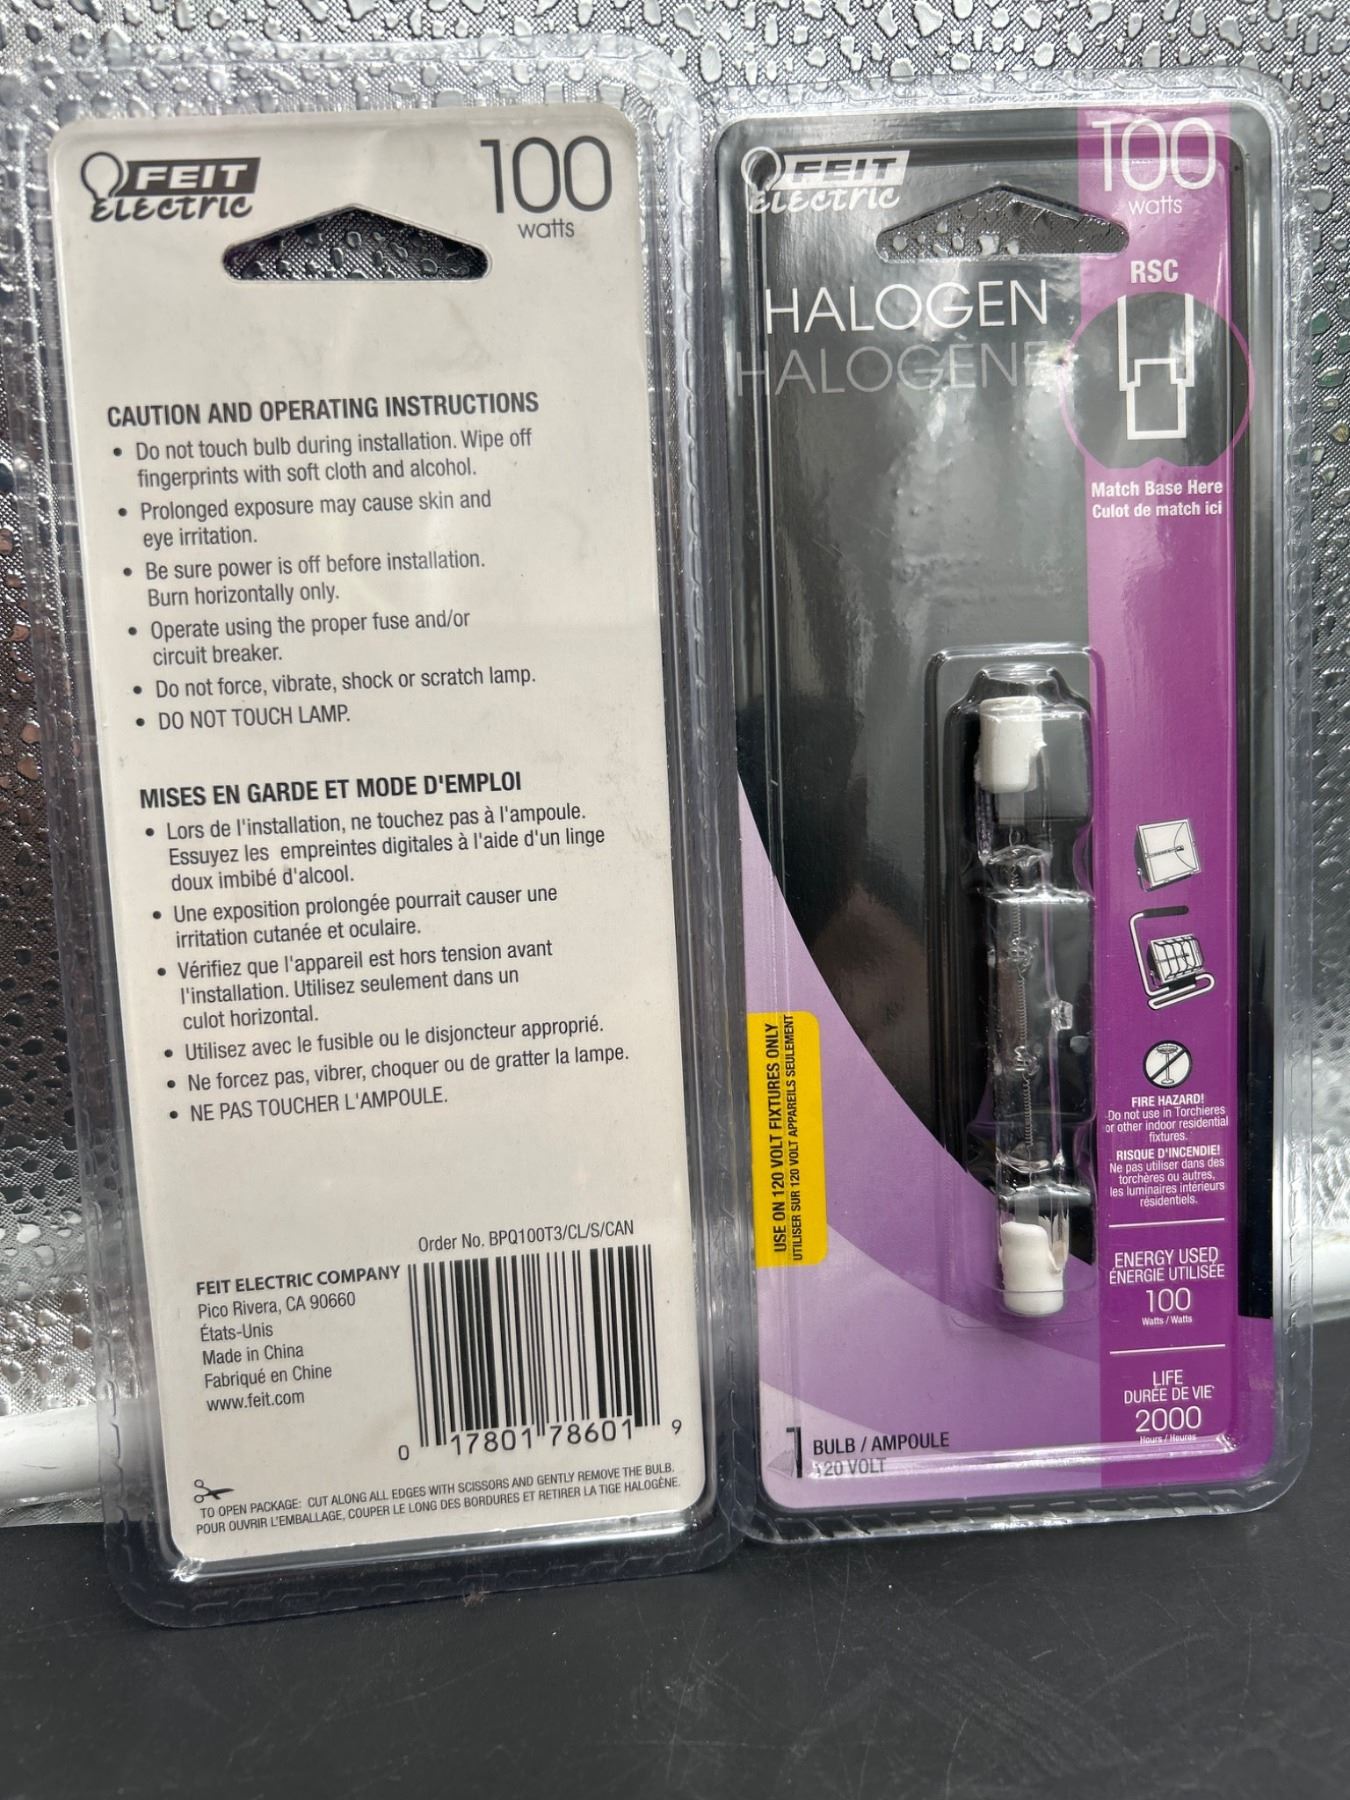 FEIT
ELECTRIC
100
watts
CAUTION AND OPERATING INSTRUCTIONS
• Do not touch bulb during installation. Wipe off
fingerprints with soft cloth and alcohol.
• Prolonged exposure may cause skin and
eye irritation.
• Be sure power is off before installation.
Burn horizontally only.
• Operate using the proper fuse and/or
circuit breaker.
• Do not force, vibrate, shock or scratch lamp.
• DO NOT TOUCH LAMP.
MISES EN GARDE ET MODE D'EMPLOI
• Lors de l'installation, ne touchez pas à l'ampoule.
Essuyez les empreintes digitales à l'aide d'un linge
doux imbibé d'alcool.
• Une exposition prolongée pourrait causer une
irritation cutanée et oculaire.
• Vérifiez que l'appareil est hors tension avant
l'installation. Utilisez seulement dans un
culot horizontal.
• Utilisez avec le fusible ou le disjoncteur approprié.
• Ne forcez pas, vibrer, choquer ou de gratter la lampe.
• NE PAS TOUCHER L'AMPOULE.
Order No. BPQ100T3/CL/S/CAN
FEIT ELECTRIC COMPANY
Pico Rivera, CA 90660
États-Unis
Made in China
Fabriqué en Chine
www.feit.com
0 17801 78601 9
TO OPEN PACKAGE: CUT ALONG ALL EDGES WITH SCISSORS AND GENTLY REMOVE THE BULB.
POUR OUVRIR L'EMBALLAGE, COUPER LE LONG DES BORDURES ET RETIRER LA TIGE HALOGÈNE.
FEIT
ELECTRIC
100
watts
HALOGEN
HALOGENE
RSC
Match Base Here
Culot de match ici
USE ON 120 VOLT FIXTURES ONLY
UTILISER SUR 120 VOLT APPAREILS SEULEMENT
FIRE HAZARD!
Do not use in Torchieres
or other indoor residential
fixtures.
RISQUE D'INCENDIE!
Ne pas utiliser dans des
torchères ou autres,
les luminaires intérieurs
résidentiels.
ENERGY USED
ÉNERGIE UTILISÉE
100
Watts / Watts
LIFE
DURÉE DE VIE
2000
Hours / Heures
1 BULB / AMPOULE
120 VOLT